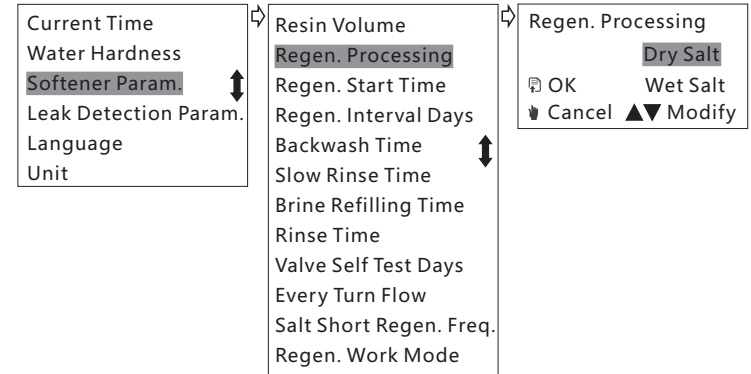 Current Time
Water Hardness
Softener Param.
Leak Detection Param.
Language
Unit
Resin Volume
Regen. Processing
Regen. Start Time
Regen. Interval Days
Backwash Time
Slow Rinse Time
Brine Refilling Time
Rinse Time
Valve Self Test Days
Every Turn Flow
Salt Short Regen. Freq.
Regen. Work Mode
Regen. Processing
Dry Salt
OK Wet Salt
Cancel ▲▼ Modify